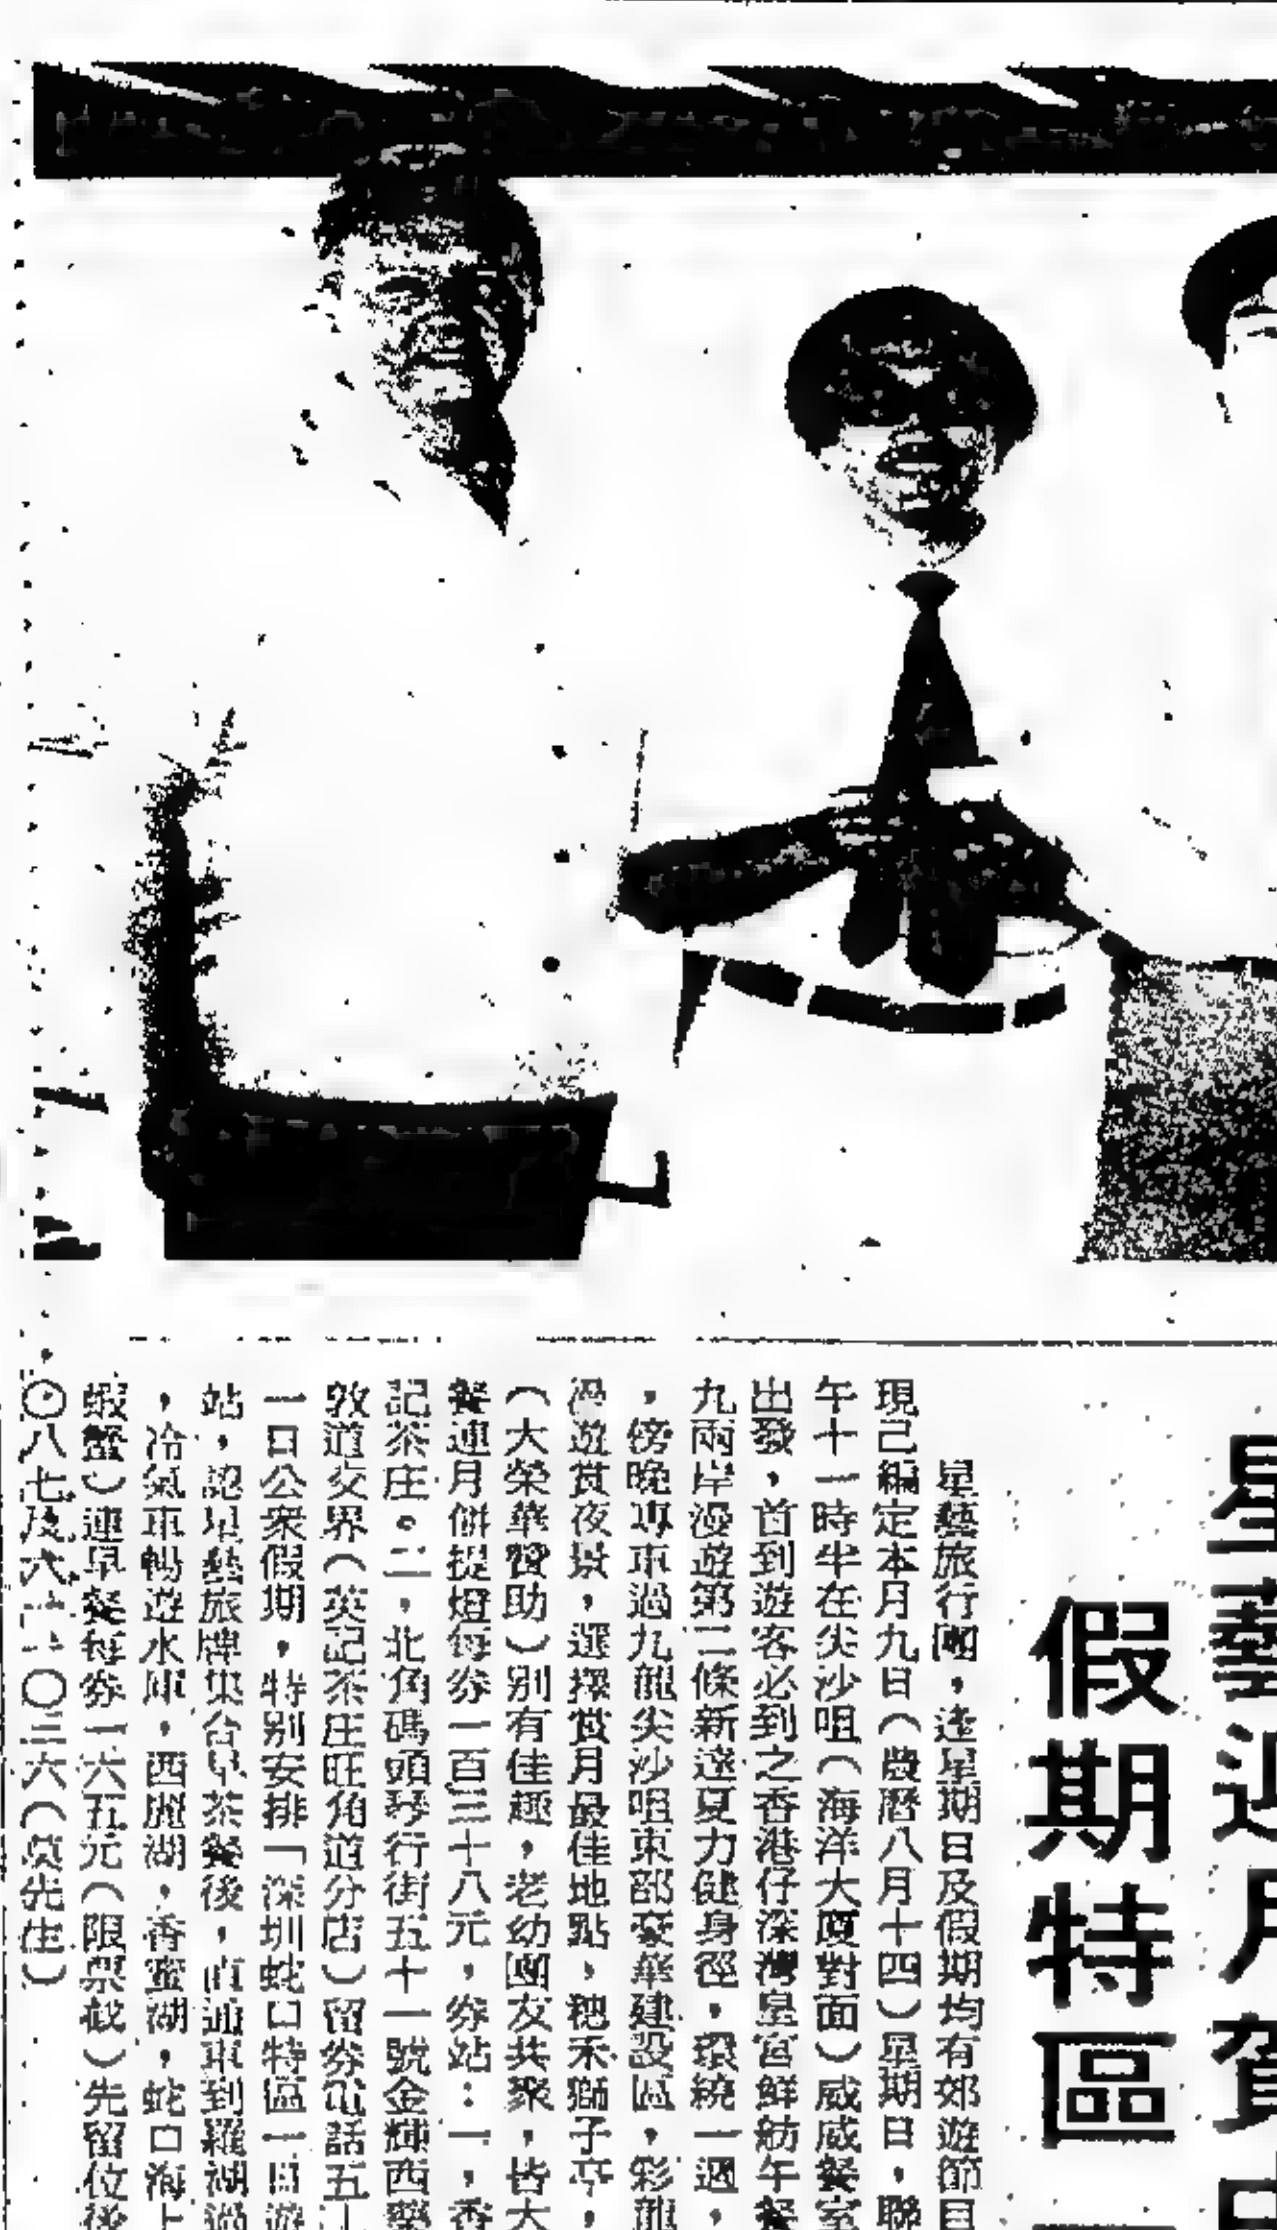 星藝迎月賀
假期特區
星藝旅行團，逢星期日及假期均有郊遊節目
現己編定本月九日（農曆八月十四）星期日，聯
午十一時半在尖沙咀（海洋大厦對面）威威餐室
出發，首到遊客必到之香港仔深灣皇宮鮮舫午餐
九兩岸漫遊第二條新邃夏力健身徑，環繞一週，
，傍晚專車過九龍尖沙咀東部豪華建設區，彩龍
遊賞夜景，選擇賞月最佳地點，穗禾獅子亭，
（大榮華贊助）别有佳趣，老幼團友共聚，皆大
餐連月餅提燈每券一百三十八元，券站：一，香
記茶庄。二，北角碼頭琴行街五十一號金輝西藥
敦道交界（英記茶庄旺角道分店）留券電話五
一日公衆假期，特别安排「深圳蛇口特區一日遊
站，認星藝旅牌集合早茶餐後，直通車到羅湖過
，冷氣車暢遊水庫，西麗湖，香蜜湖，蛇口海上
蝦蟹）連早餐每券一六五元（限票截）先留位後
〇八七及六 一〇三六（ 先生）